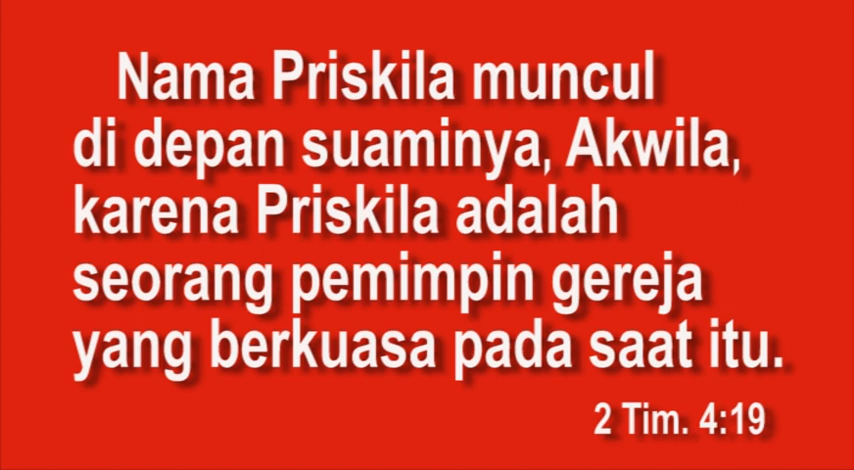 Nama Priskila muncul
di depan suaminya, Akwila,
karena Priskila adalah
seorang pemimpin gereja
yang berkuasa pada saat itu.
2 Tim. 4:19